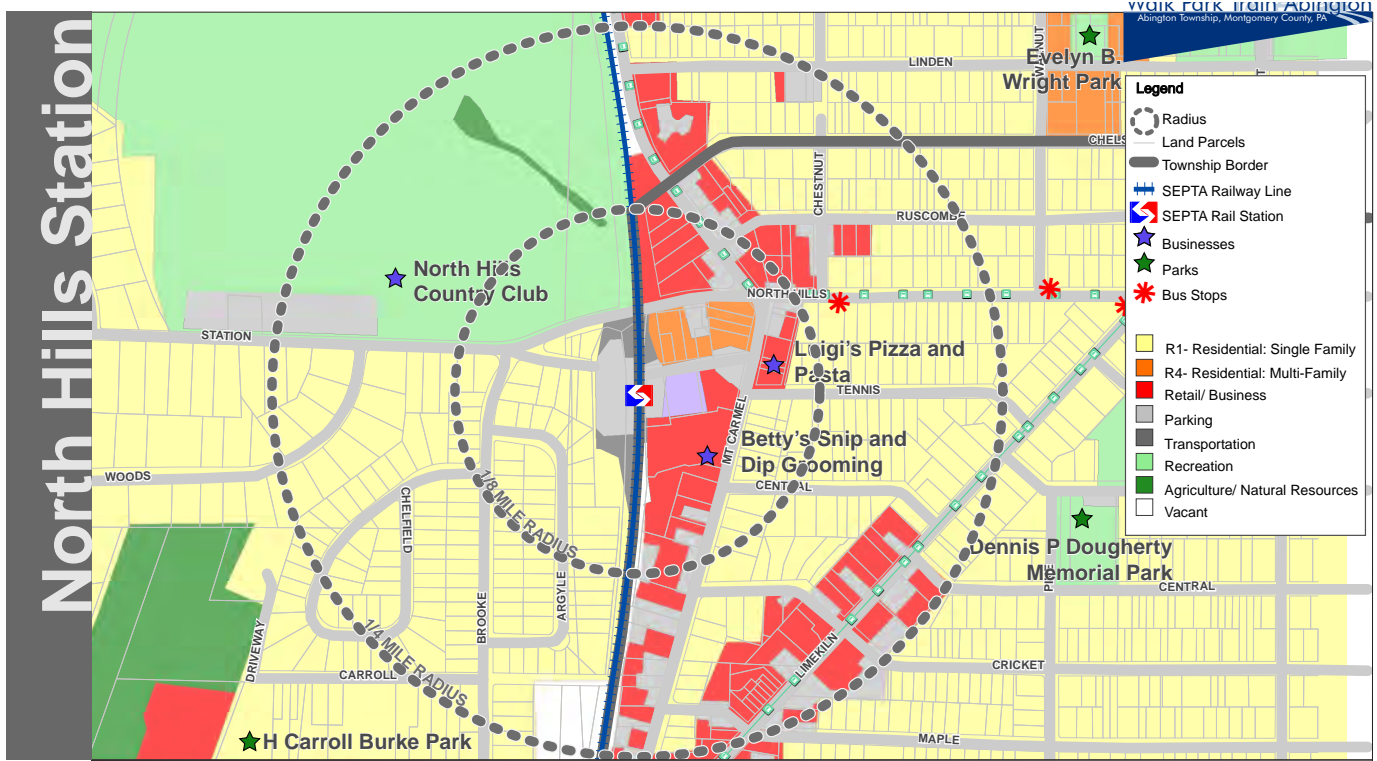 North Hills Station
Walk Park Train Abington
Abington Township, Montgomery County, PA
Legend
Radius
Land Parcels
Township Border
SEPTA Railway Line
SEPTA Rail Station
Businesses
Parks
Bus Stops
R1- Residential: Single Family
R4- Residential: Multi-Family
Retail/ Business
Parking
Transportation
Recreation
Agriculture/ Natural Resources
Vacant
LINDEN
Evelyn B.
Wright Park
CHESTNUT
RUSCOMBE
North Hills
Country Club
NORTH HILLS
STATION
Luigi's Pizza and
Pasta
TENNIS
MT CARMEL
Betty's Snip and
Dip Grooming
WOODS
CENTRAL
CHELFIELD
1/8 MILE RADIUS
Dennis P Dougherty
Memorial Park
ARGYLE
BROOKE
CENTRAL
1/4 MILE RADIUS
DRIVEWAY
LIMEKILN
CRICKET
CARROLL
H Carroll Burke Park
MAPLE